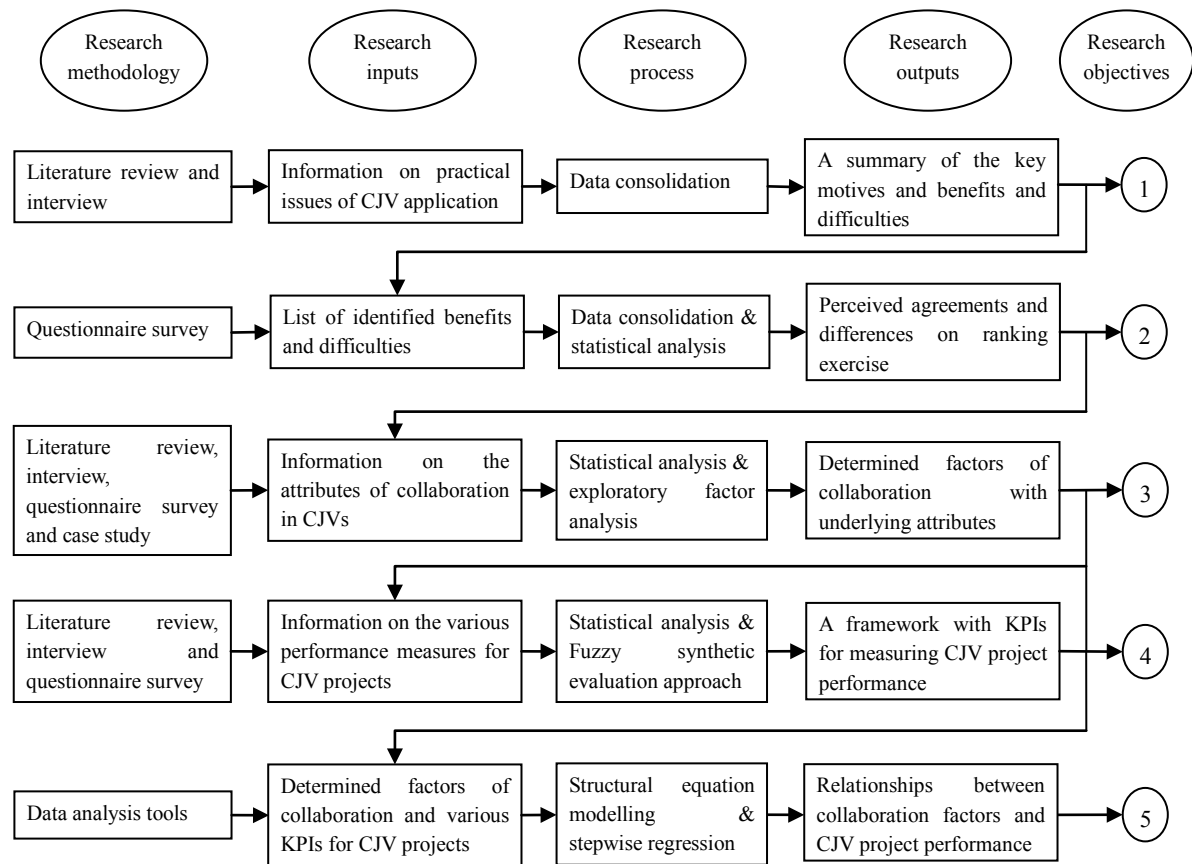 Research
methodology
Research
inputs
Research
process
Research
outputs
Research
objectives
Literature review and
interview
Information on practical
issues of CJV application
Data consolidation
A summary of the key
motives and benefits and
difficulties
1
Questionnaire survey
List of identified benefits
and difficulties
Data consolidation &
statistical analysis
Perceived agreements and
differences on ranking
exercise
2
Literature review,
interview,
questionnaire survey
and case study
Information on the
attributes of collaboration
in CJVs
Statistical analysis &
exploratory factor
analysis
Determined factors of
collaboration with
underlying attributes
3
Literature review,
interview and
questionnaire survey
Information on the various
performance measures for
CJV projects
Statistical analysis &
Fuzzy synthetic
evaluation approach
A framework with KPIs
for measuring CJV project
performance
4
Data analysis tools
Determined factors of
collaboration and various
KPIs for CJV projects
Structural equation
modelling &
stepwise regression
Relationships between
collaboration factors and
CJV project performance
5